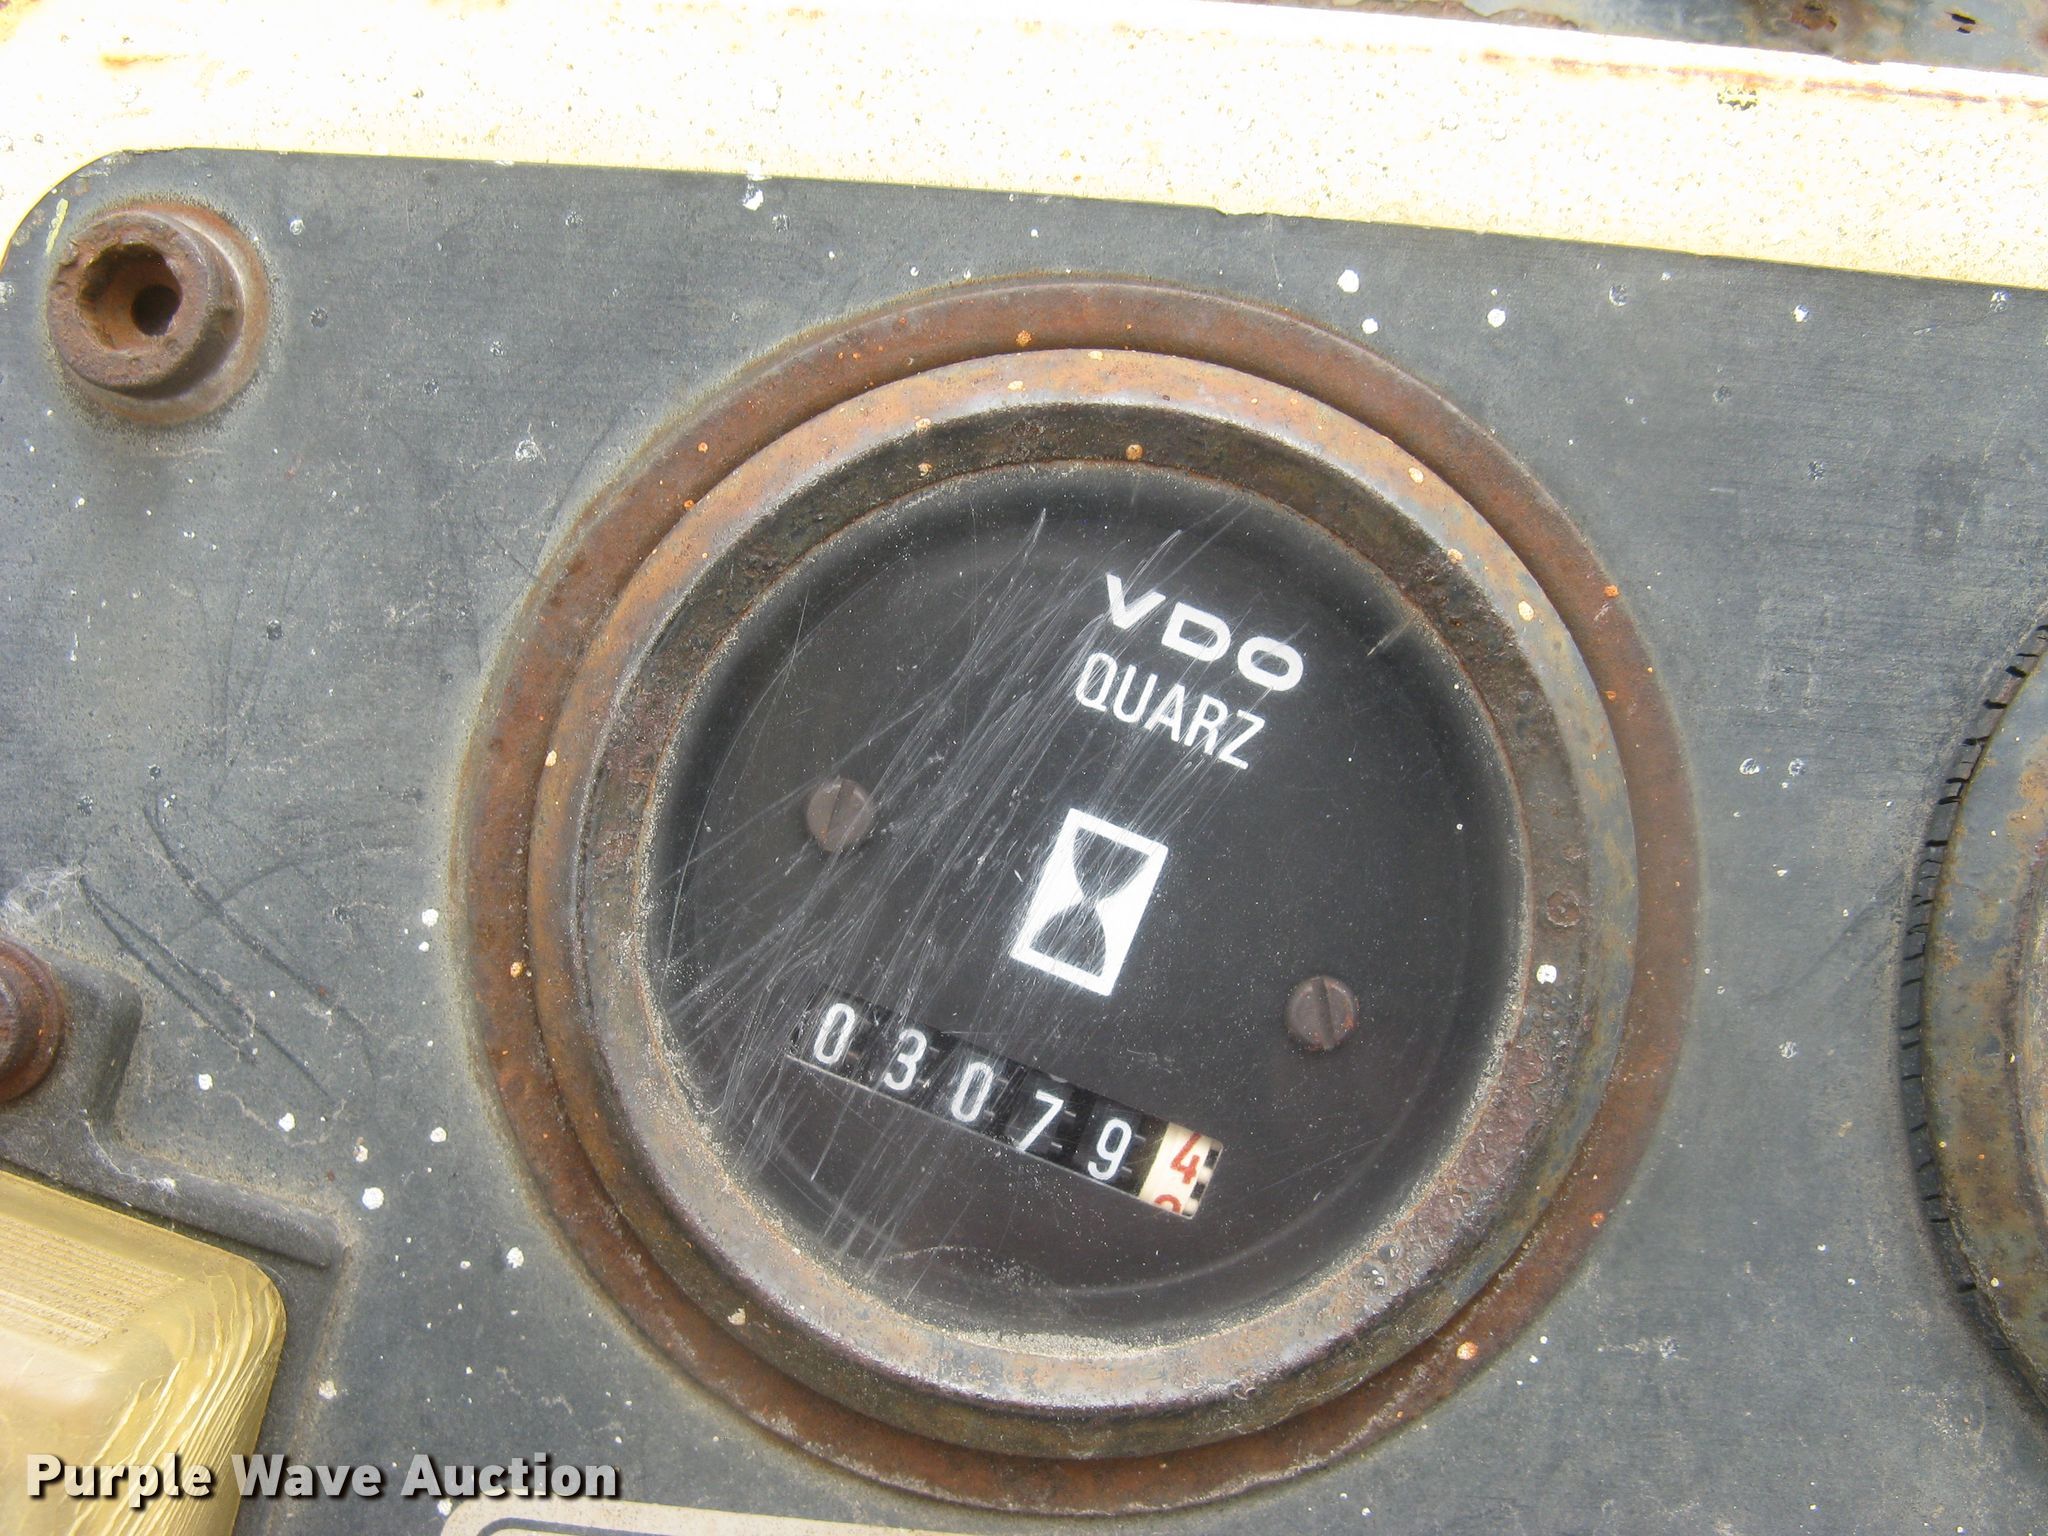 VDO
QUARZ
030794
Purple Wave Auction